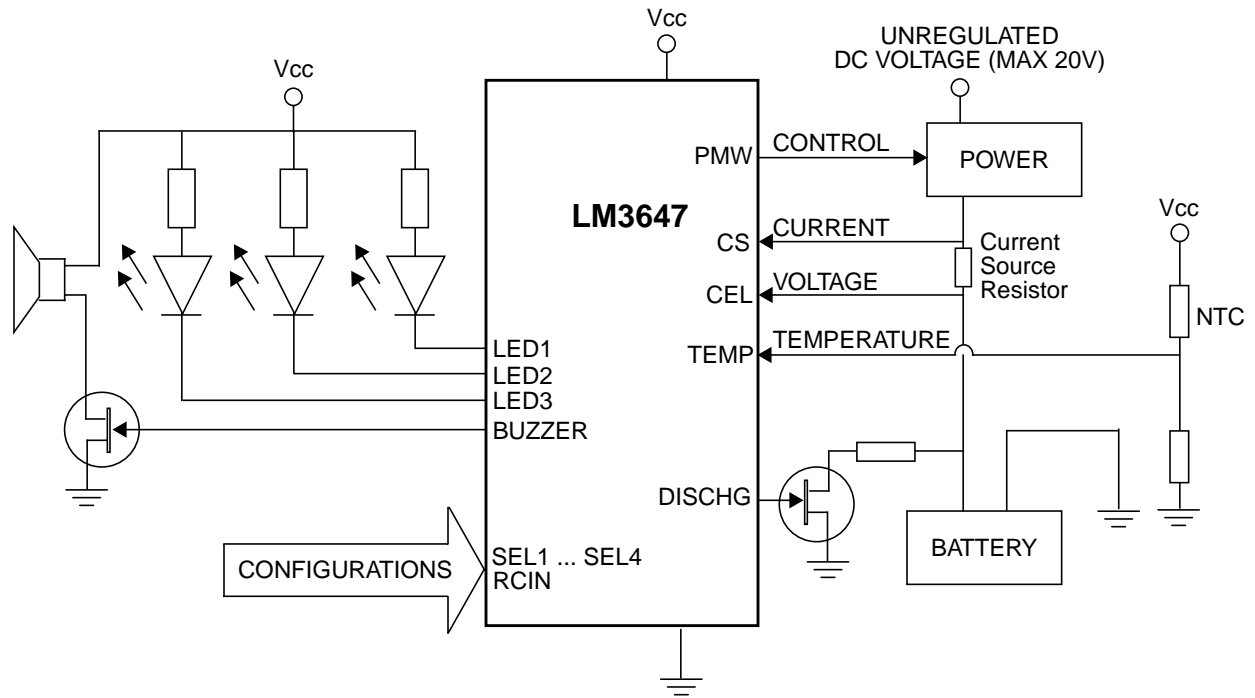 Vcc
UNREGULATED
DC VOLTAGE (MAX 20V)
Vcc
PMW
CONTROL
POWER
LM3647
Vcc
CS
CURRENT
Current
Source
Resistor
CEL
VOLTAGE
NTC
TEMP
TEMPERATURE
LED1
LED2
LED3
BUZZER
DISCHG
BATTERY
CONFIGURATIONS
SEL1 ... SEL4
RCIN